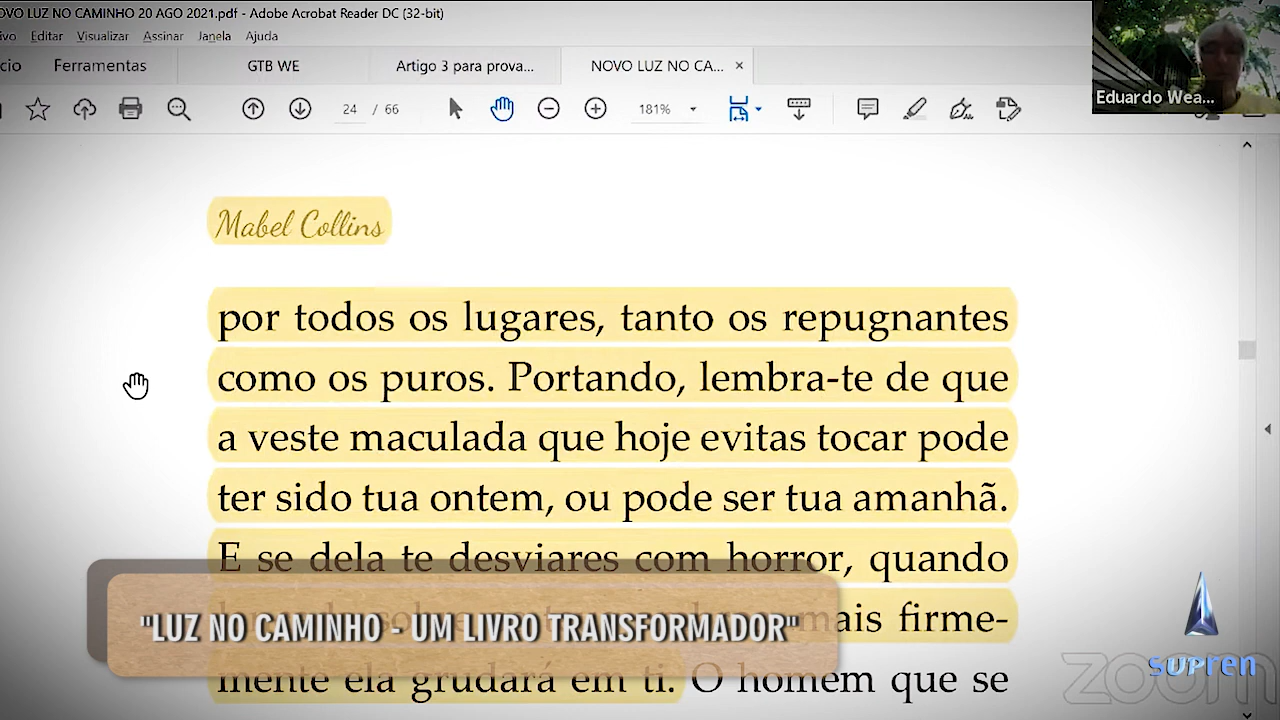 OVO LUZ NO CAMINHO 20 AGO 2021.pdf - Adobe Acrobat Reader DC (32-bit)
ivo Editar Visualizar Assinar Janela Ajuda
cio Ferramentas GTB WE Artigo 3 para prova... NOVO LUZ NO CA... ×
24 / 66 181%
Eduardo Wea...
Mabel Collins
por todos os lugares, tanto os repugnantes
como os puros. Portando, lembra-te de que
a veste maculada que hoje evitas tocar pode
ter sido tua ontem, ou pode ser tua amanhã.
E se dela te desviares com horror, quando
mais firme-
"LUZ NO CAMINHO - UM LIVRO TRANSFORMADOR"
mente ela grudará em ti. O homem que se
supren
zoom